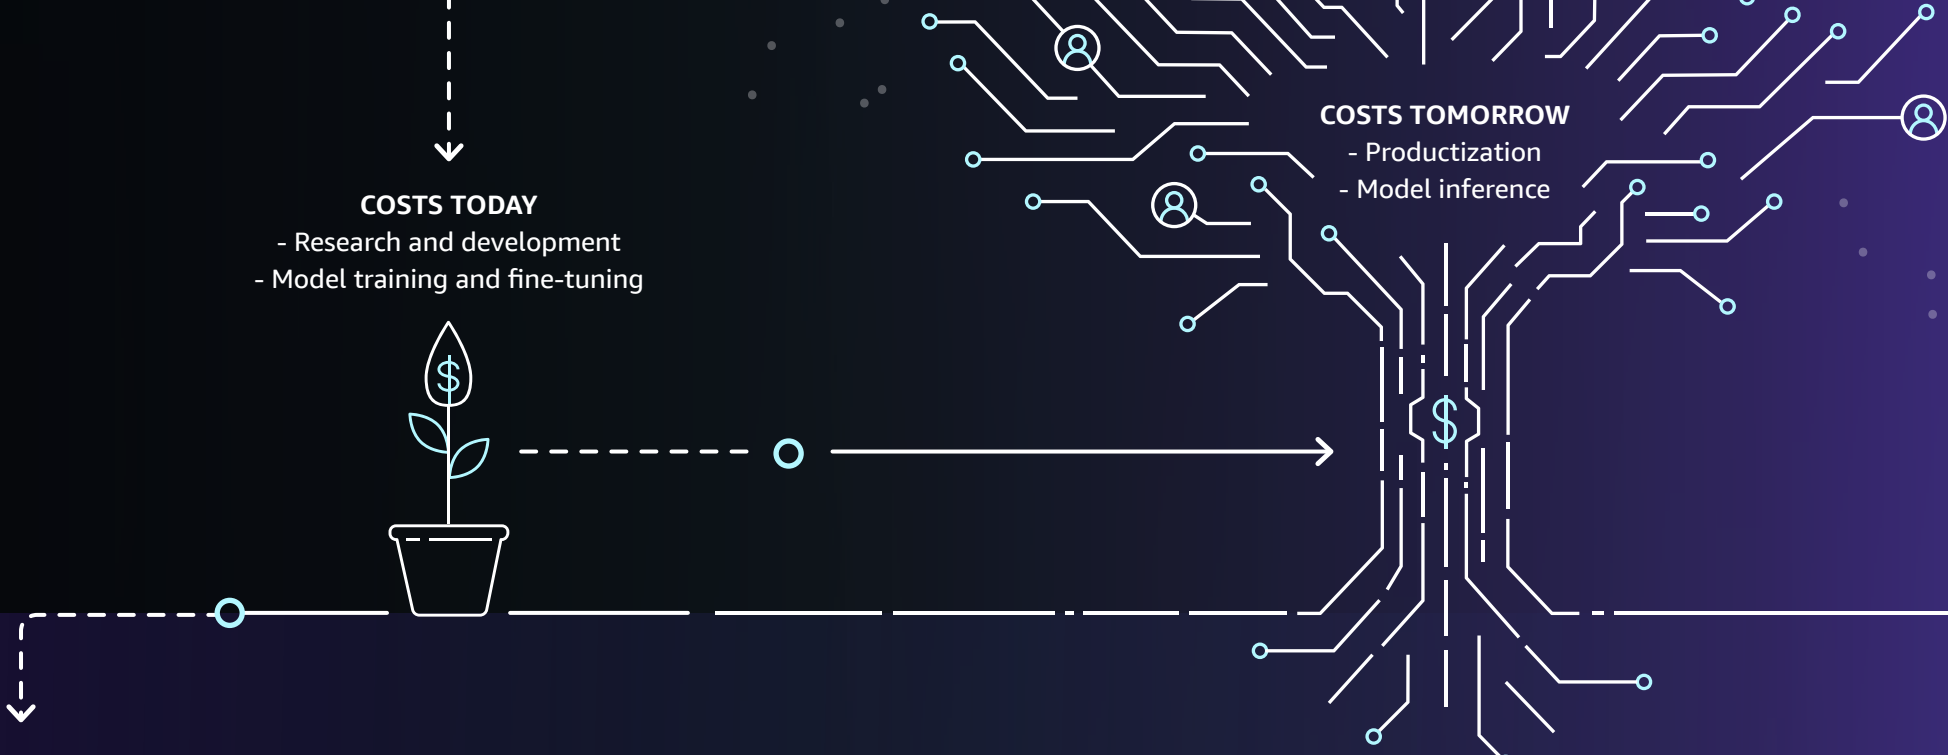 COSTS TODAY
- Research and development
- Model training and fine-tuning
$
COSTS TOMORROW
- Productization
- Model inference
$